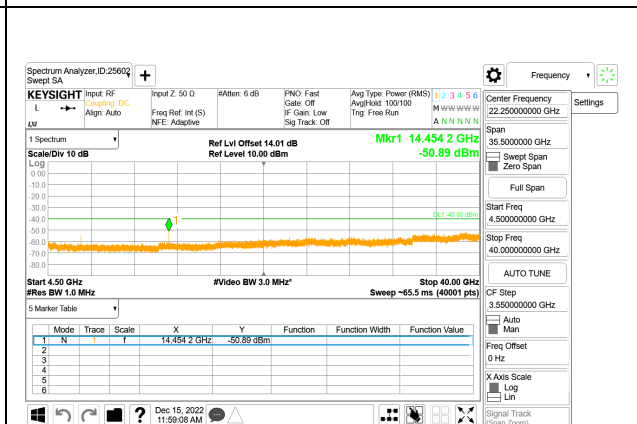 Spectrum Analyzer,ID:25602
Swept SA
Frequency
KEYSIGHT
L
Input: RF
Coupling: DC
Align: Auto
Input Z: 50 Ω
Freq Ref: Int (S)
NFE: Adaptive
#Atten: 6 dB
PNO: Fast
Gate: Off
IF Gain: Low
Sig Track: Off
Avg Type: Power (RMS)
Avg|Hold: 100/100
Trig: Free Run
1 2 3 4 5 6
M W W W W W
A N N N N N
1 Spectrum
Scale/Div 10 dB
Log
Ref Lvl Offset 14.01 dB
Ref Level 10.00 dBm
Mkr1 14.454 2 GHz
-50.89 dBm
0.00
-10.0
-20.0
-30.0
-40.0
-50.0
-60.0
-70.0
-80.0
1
DL1 -40.00 dBm
Start 4.50 GHz
#Res BW 1.0 MHz
#Video BW 3.0 MHz*
Stop 40.00 GHz
Sweep ~65.5 ms (40001 pts)
5 Marker Table
Mode Trace Scale X Y Function Function Width Function Value
1 N 1 f 14.454 2 GHz -50.89 dBm
2
3
4
5
6
?
Dec 15, 2022
11:59:08 AM
Center Frequency
22.250000000 GHz
Settings
Span
35.5000000 GHz
Swept Span
Zero Span
Full Span
Start Freq
4.500000000 GHz
Stop Freq
40.000000000 GHz
AUTO TUNE
CF Step
3.550000000 GHz
Auto
Man
Freq Offset
0 Hz
X Axis Scale
Log
Lin
Signal Track
(Span Zoom)